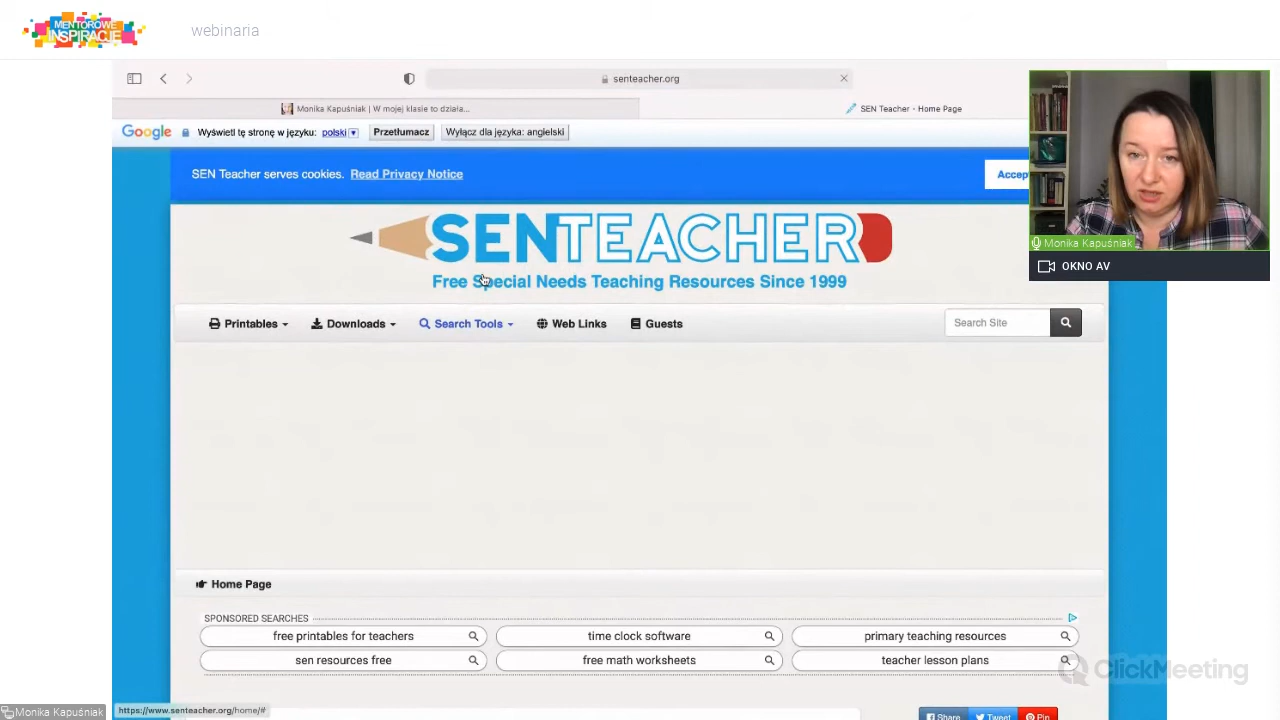 MENTOROWE
INSPIRACJE
webinaria
senteacher.org
Monika Kapuśniak | W mojej klasie to działa...
SEN Teacher - Home Page
Google
Wyświetl tę stronę w języku: polski
Przetłumacz
Wyłącz dla języka: angielski
SEN Teacher serves cookies. Read Privacy Notice
Accep
Monika Kapuśniak
OKNO AV
SENTEACHER
Free Special Needs Teaching Resources Since 1999
Printables
Downloads
Search Tools
Web Links
Guests
Search Site
Home Page
SPONSORED SEARCHES
free printables for teachers
time clock software
primary teaching resources
sen resources free
free math worksheets
teacher lesson plans
ClickMeeting
Monika Kapuśniak
https://www.senteacher.org/home/#
Share
Tweet
Pin